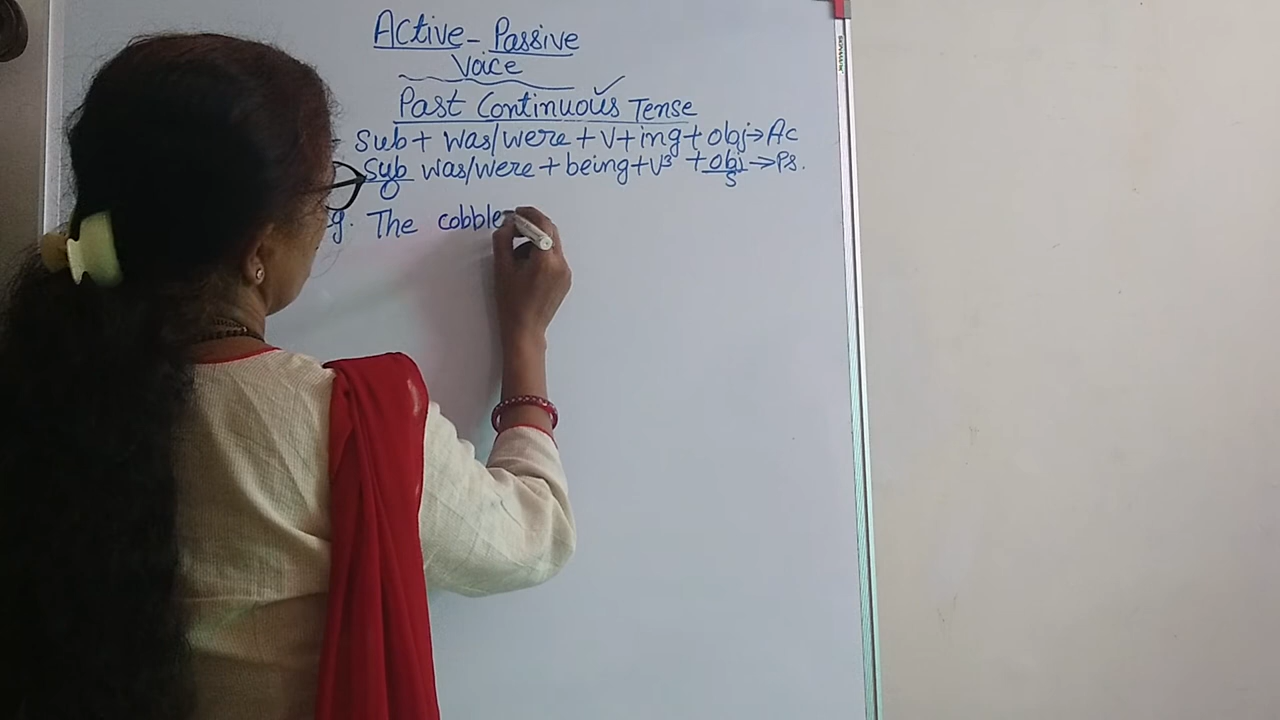 Active - Passive
Voice
Past Continuous Tense
- Sub + was/were + V + ing + obj → Ac
Sub was/were + being + V³ + obj → Ps.
O S
g. The cobble